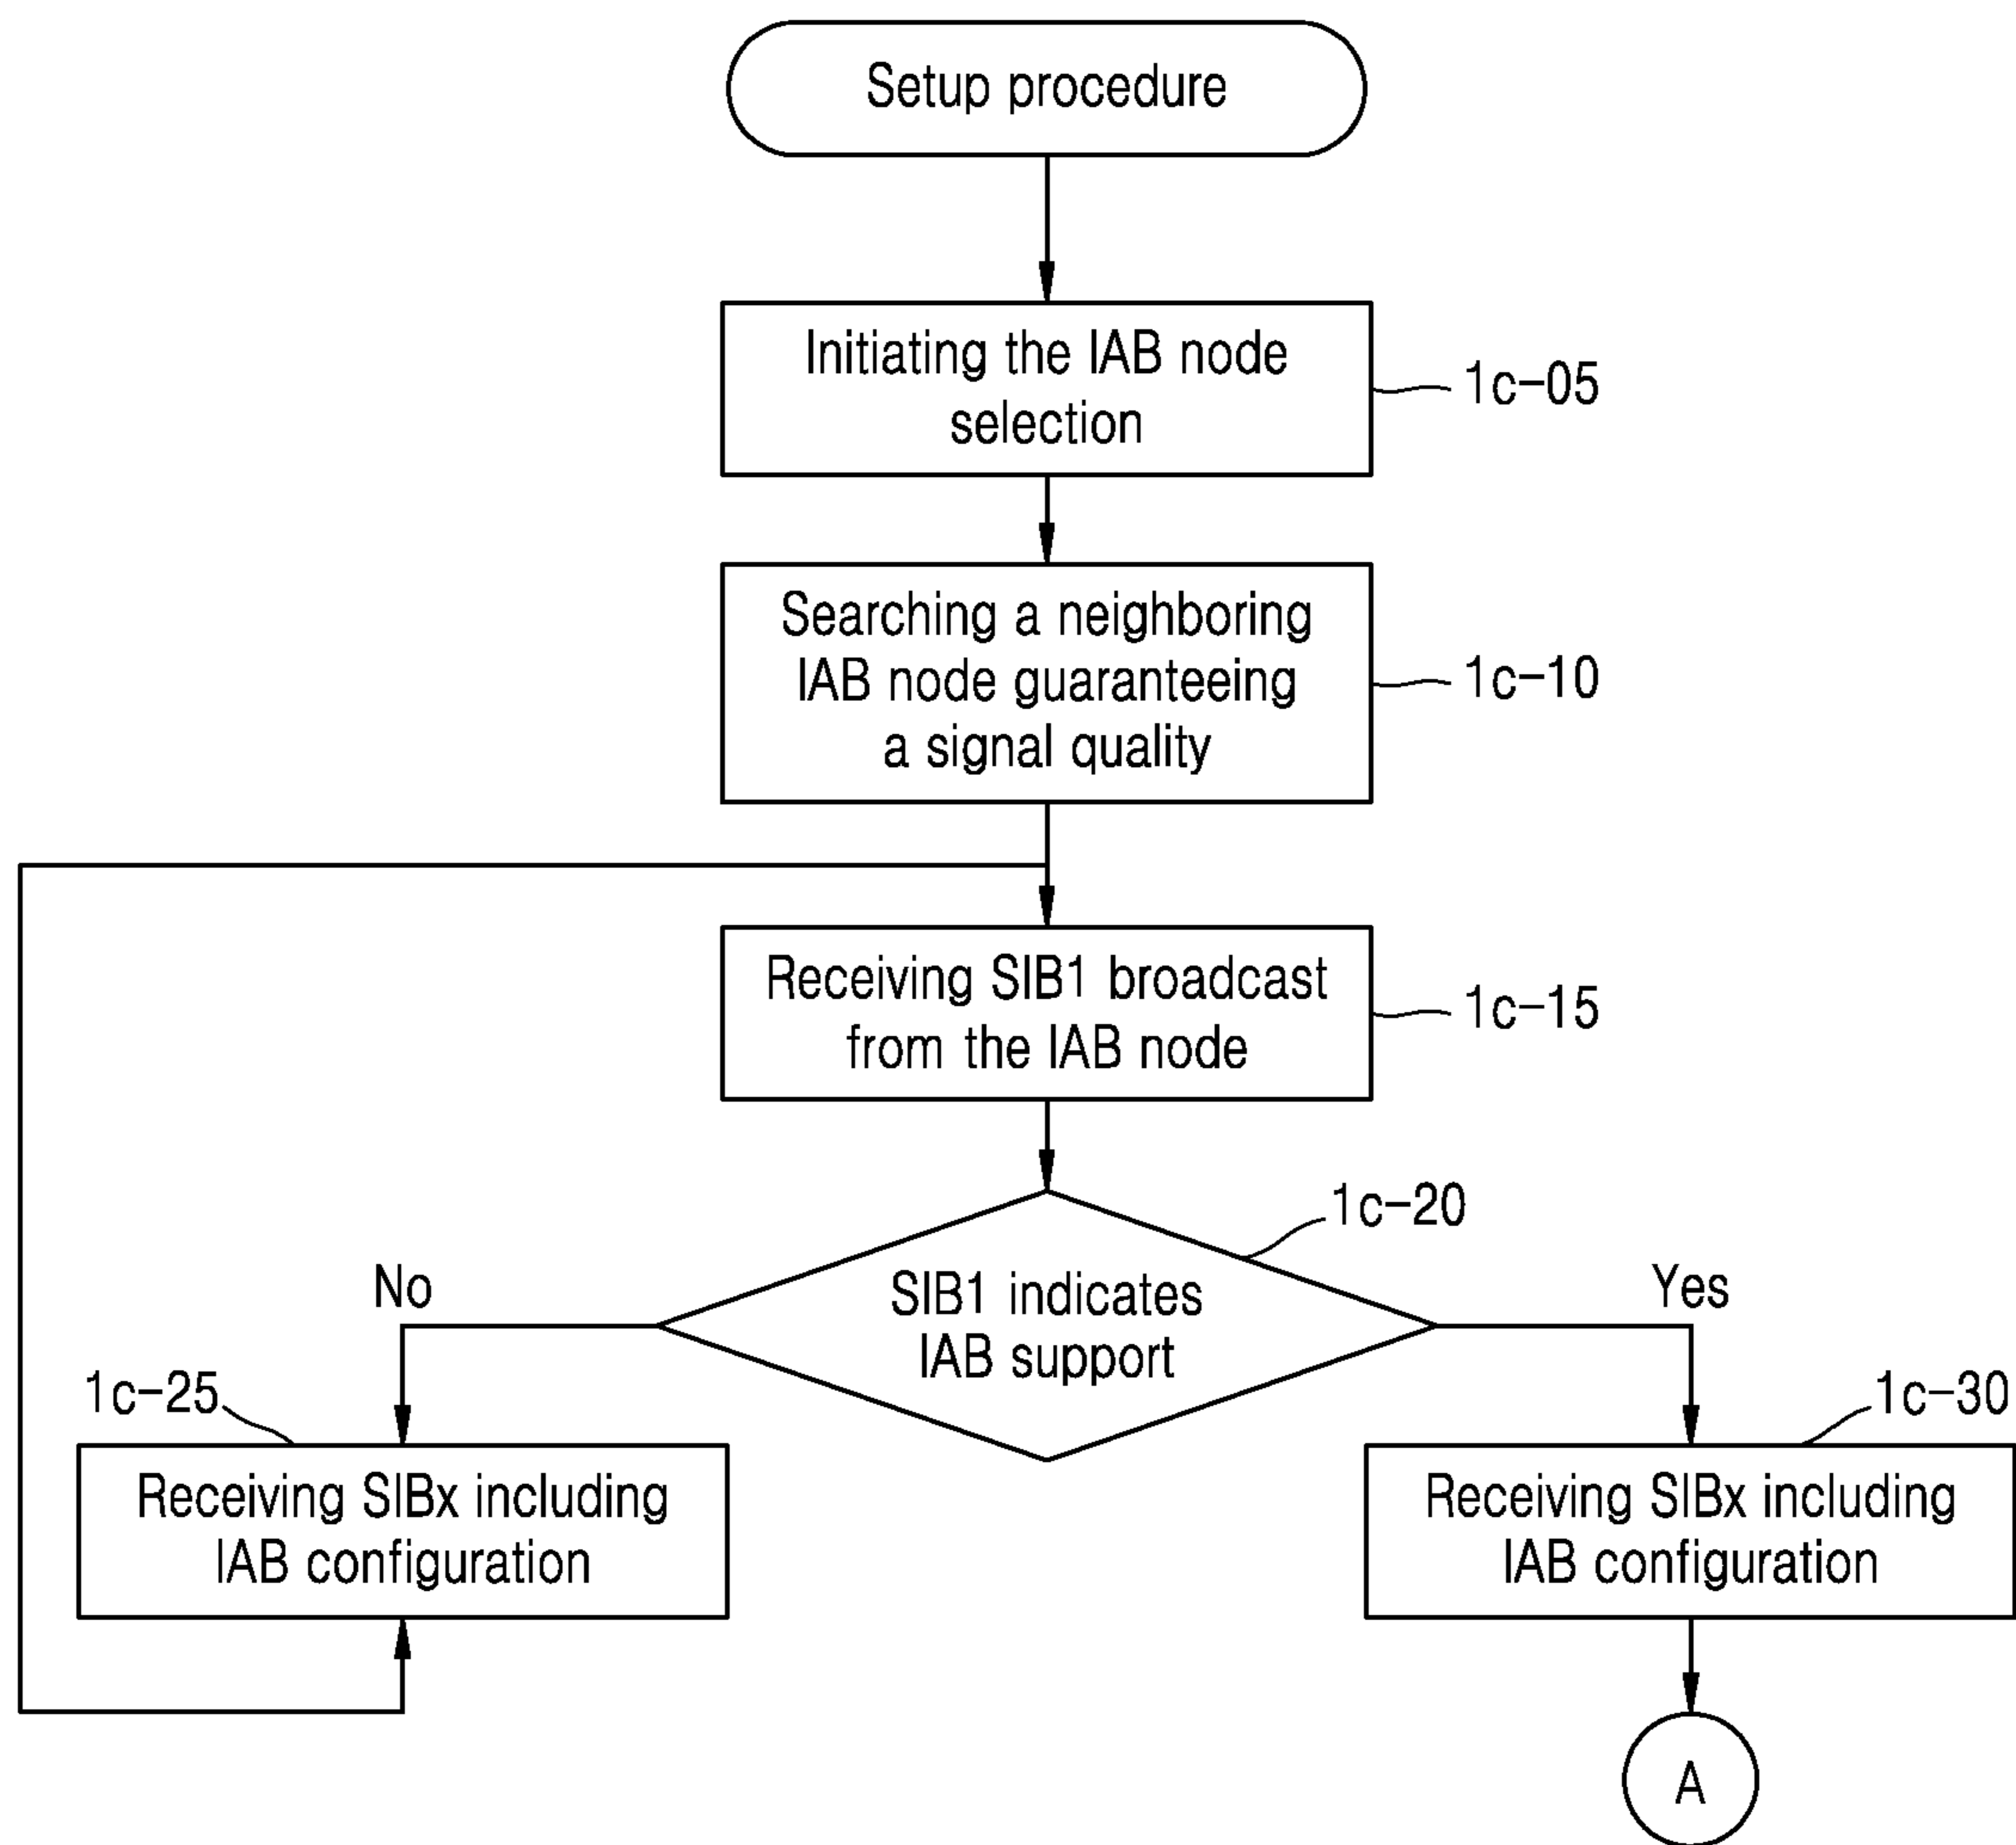 Setup procedure
Initiating the IAB node
selection
1c-05
Searching a neighboring
IAB node guaranteeing
a signal quality
1c-10
Receiving SIB1 broadcast
from the IAB node
1c-15
1c-20
SIB1 indicates
IAB support
No
Yes
1c-25
Receiving SIBx including
IAB configuration
1c-30
Receiving SIBx including
IAB configuration
A